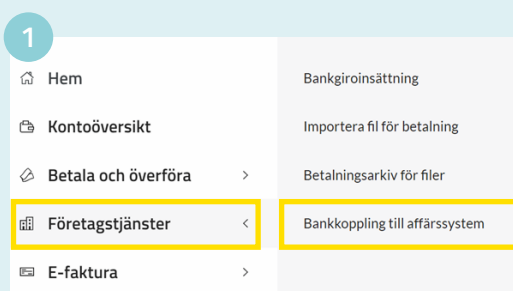 1
Hem
Kontoöversikt
Betala och överföra
Företagstjänster
E-faktura
Bankgiroinsättning
Importera fil för betalning
Betalningsarkiv för filer
Bankkoppling till affärssystem